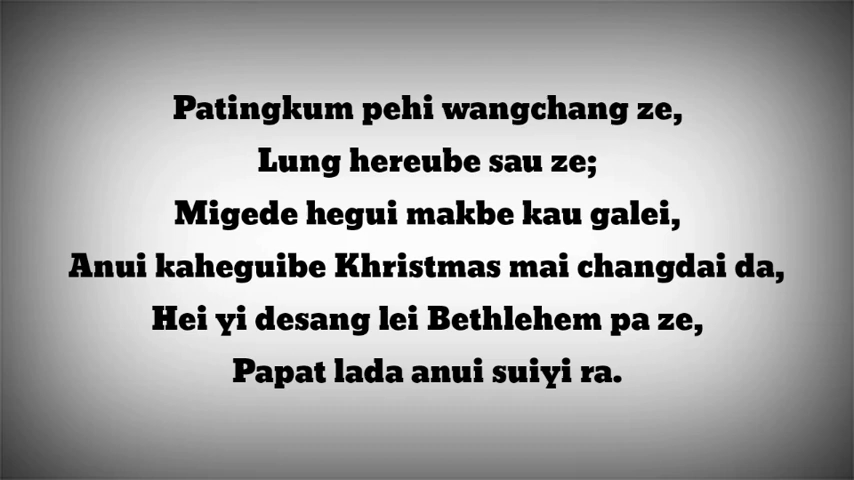 Patingkum pehi wangchang ze,
Lung hereube sau ze;
Migede hegui makbe kau galei,
Anui kaheguibe Khristmas mai changdai da,
Hei yi desang lei Bethlehem pa ze,
Papat lada anui suiyi ra.